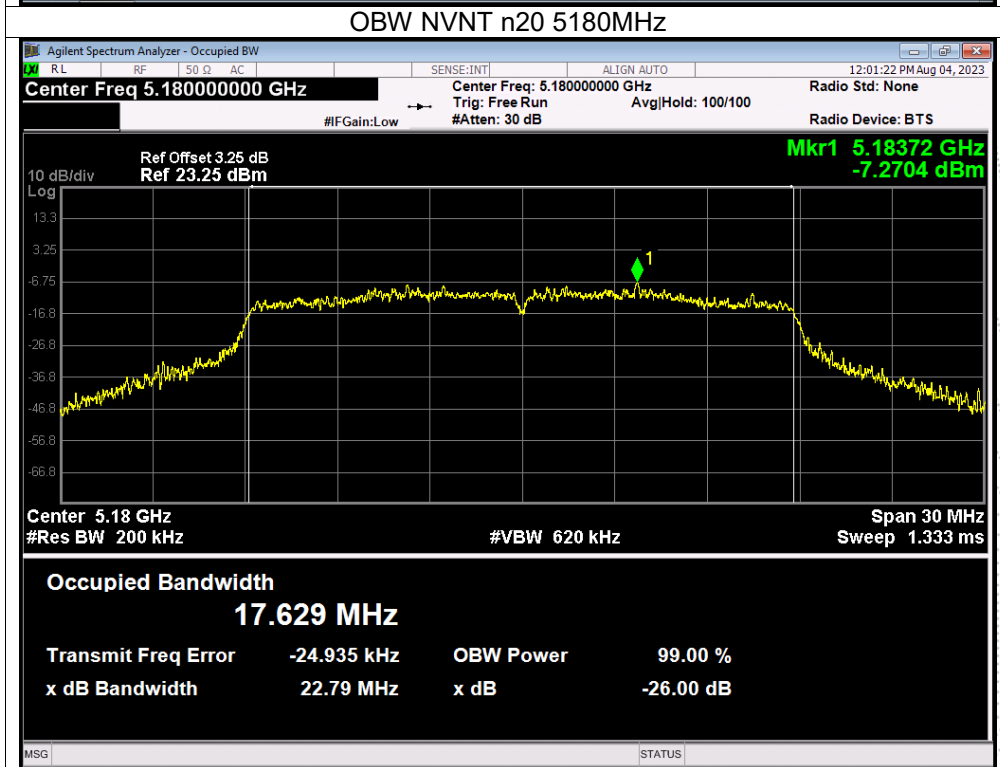 OBW NVNT n20 5180MHz
Agilent Spectrum Analyzer - Occupied BW
LXI RL RF 50 Ω AC SENSE:INT ALIGN AUTO 12:01:22 PM Aug 04, 2023
Center Freq 5.180000000 GHz Center Freq: 5.180000000 GHz Radio Std: None
Trig: Free Run Avg|Hold: 100/100
#IFGain:Low #Atten: 30 dB Radio Device: BTS
Mkr1 5.18372 GHz
-7.2704 dBm
Ref Offset 3.25 dB
10 dB/div Ref 23.25 dBm
Log
13.3
3.25
1
-6.75
-16.8
-26.8
-36.8
-46.8
-56.8
-66.8
Center 5.18 GHz Span 30 MHz
#Res BW 200 kHz #VBW 620 kHz Sweep 1.333 ms
Occupied Bandwidth
17.629 MHz
Transmit Freq Error -24.935 kHz OBW Power 99.00 %
x dB Bandwidth 22.79 MHz x dB -26.00 dB
MSG STATUS